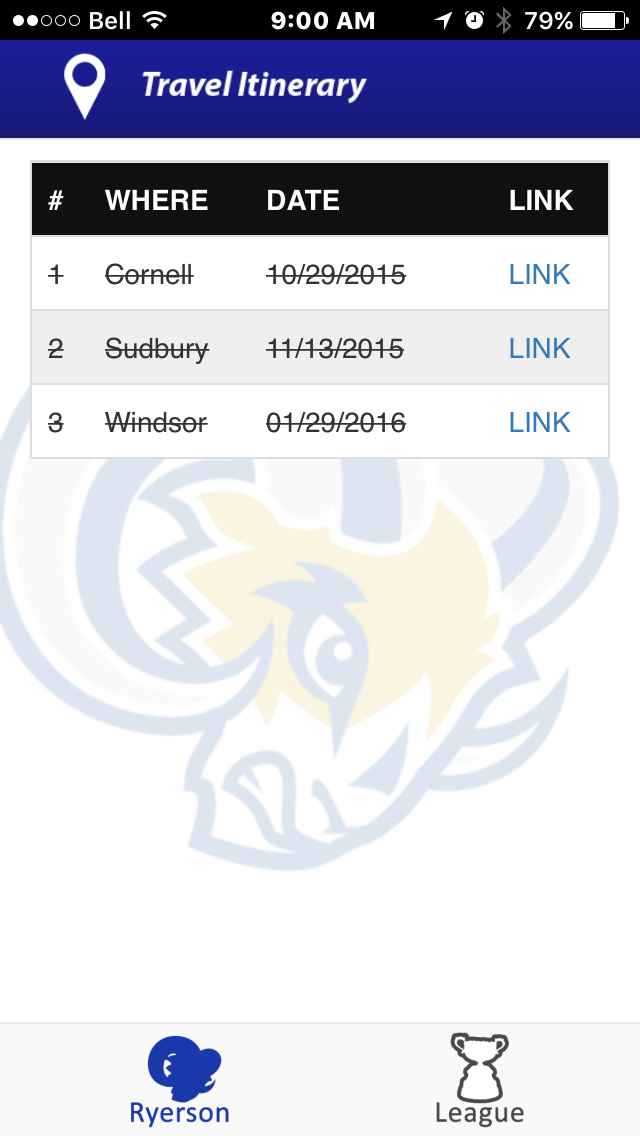 Bell 9:00 AM 79%
Travel Itinerary
# WHERE DATE LINK
1 Cornell 10/29/2015 LINK
2 Sudbury 11/13/2015 LINK
3 Windsor 01/29/2016 LINK
Ryerson League